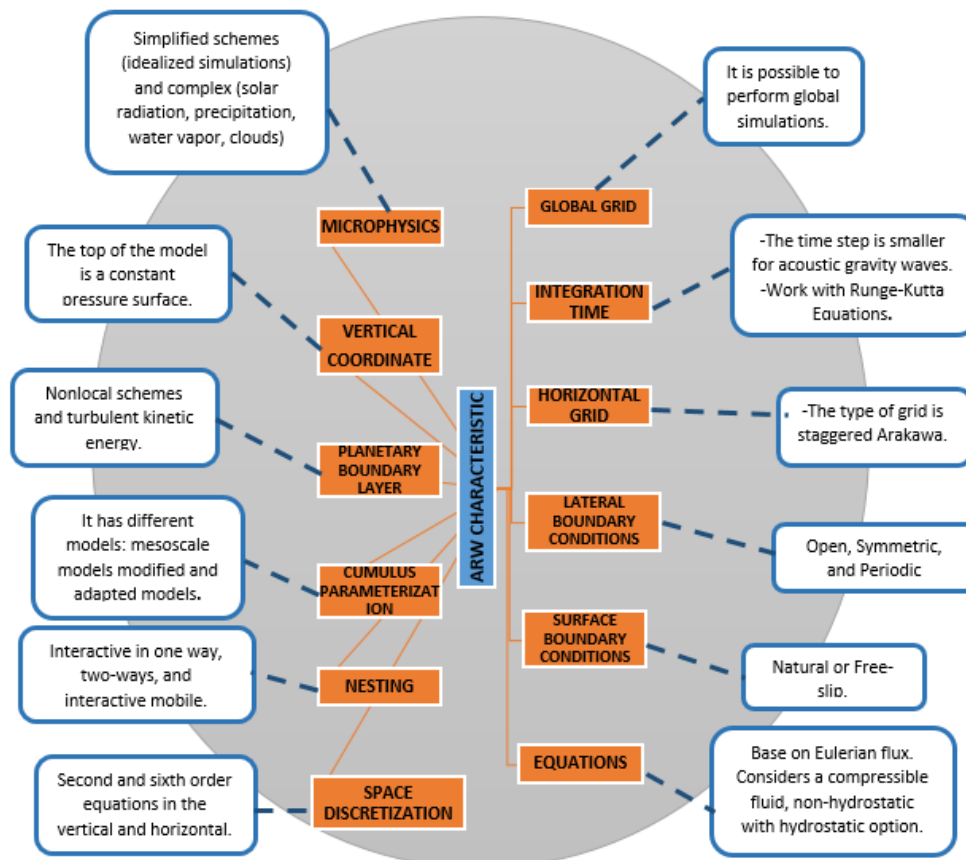 Simplified schemes
(idealized simulations)
and complex (solar
radiation, precipitation,
water vapor, clouds)
MICROPHYSICS
The top of the model
is a constant
pressure surface.
VERTICAL
COORDINATE
Nonlocal schemes
and turbulent kinetic
energy.
PLANETARY
BOUNDARY
LAYER
It has different
models: mesoscale
models modified and
adapted models.
CUMULUS
PARAMETERIZAT
ION
Interactive in one way,
two-ways, and
interactive mobile.
NESTING
Second and sixth order
equations in the
vertical and horizontal.
SPACE
DISCRETIZATION
ARW CHARACTERISTIC
It is possible to
perform global
simulations.
GLOBAL GRID
-The time step is smaller
for acoustic gravity waves.
-Work with Runge-Kutta
Equations.
INTEGRATION
TIME
HORIZONTAL
GRID
-The type of grid is
staggered Arakawa.
LATERAL
BOUNDARY
CONDITIONS
Open, Symmetric,
and Periodic
SURFACE
BOUNDARY
CONDITIONS
Natural or Free-
slip.
EQUATIONS
Base on Eulerian flux.
Considers a compressible
fluid, non-hydrostatic
with hydrostatic option.